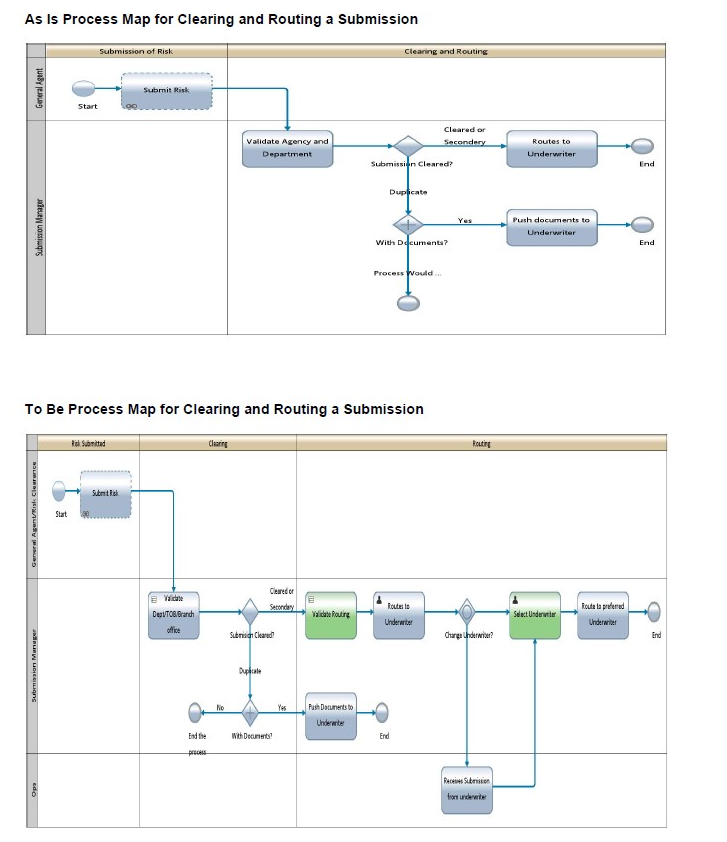 As Is Process Map for Clearing and Routing a Submission
Submission of Risk
Clearing and Routing
General Agent
Submit Risk
Start
Submission Manager
Validate Agency and
Department
Submission Cleared?
Cleared or
Secondery
Routes to
Underwriter
End
Duplicate
With Documents?
Yes
Push documents to
Underwriter
End
Process Would ...
To Be Process Map for Clearing and Routing a Submission
Risk Submitted
Clearing
Routing
General Agent/Risk Clearance
Submit Risk
Start
Submission Manager
Validate
Dept/TOB/Branch
office
Submission Cleared?
Cleared or
Secondary
Validate Routing
Routes to
Underwriter
Change Underwriter?
Select Underwriter
Route to preferred
Underwriter
End
Duplicate
No
End the
process
With Documents?
Yes
Push Documents to
Underwriter
End
Ops
Receives Submission
from underwriter